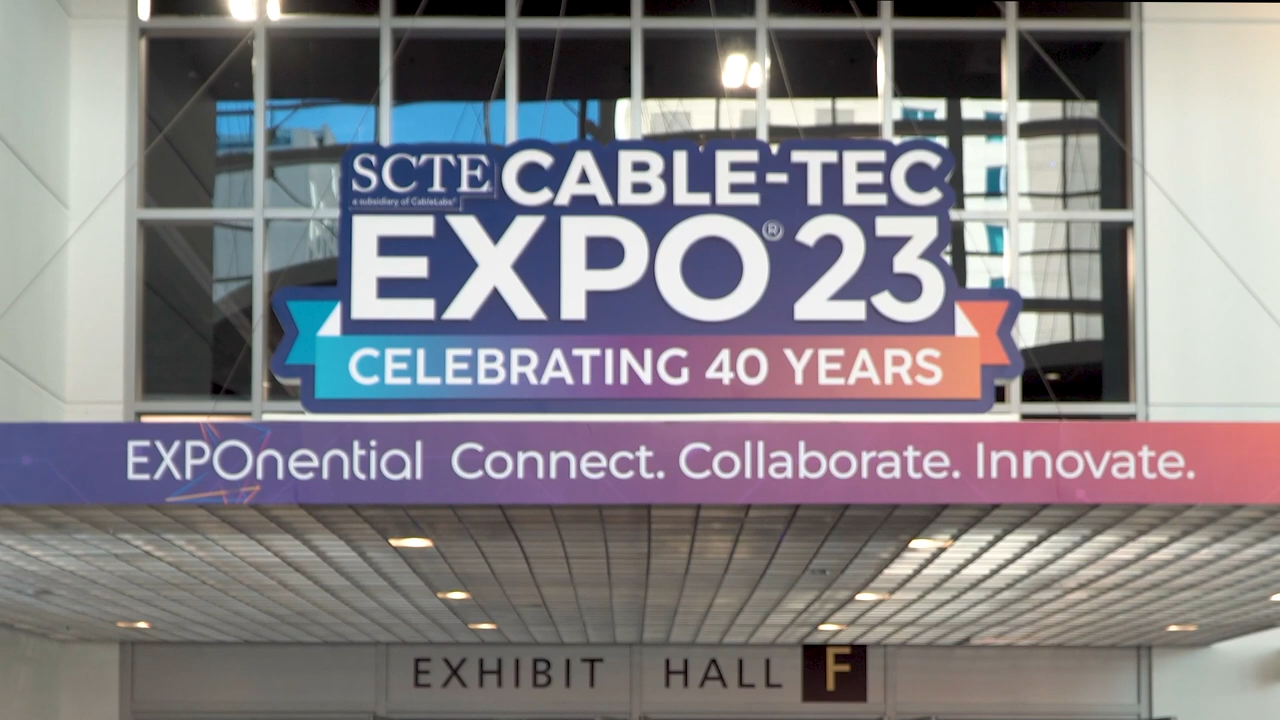 SCTE CABLE-TEC
a subsidiary of CableLabs®
EXPO® 23
CELEBRATING 40 YEARS
EXPOnential Connect. Collaborate. Innovate.
EXHIBIT HALL F